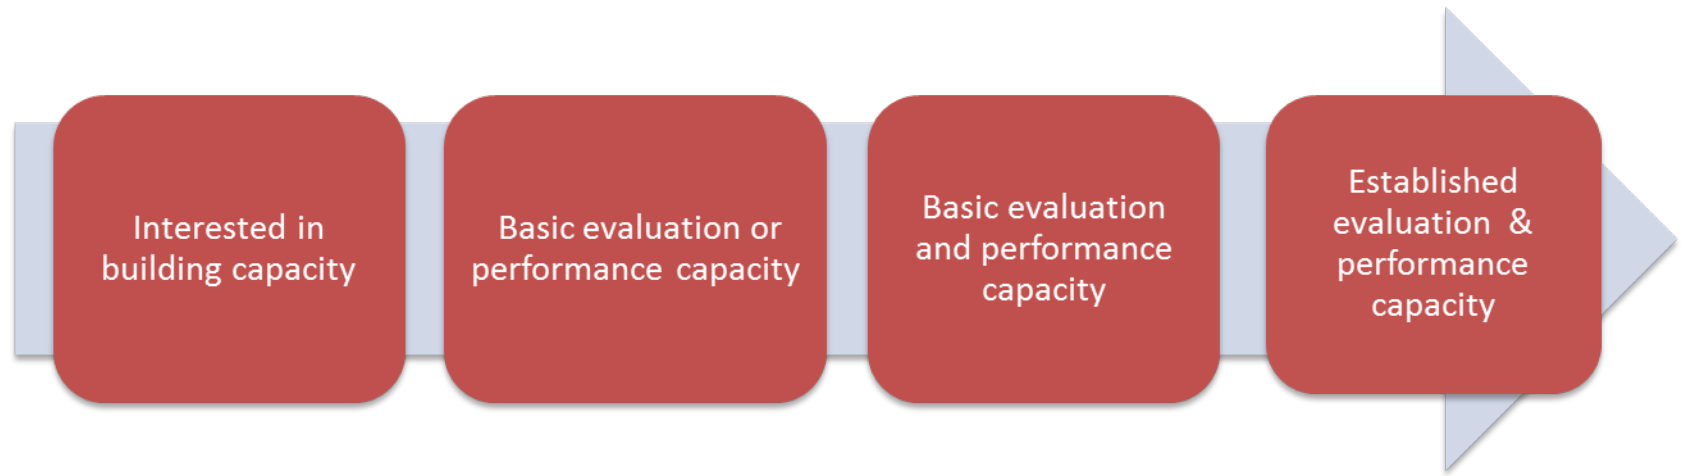 Interested in
building capacity
Basic evaluation or
performance capacity
Basic evaluation
and performance
capacity
Established
evaluation &
performance
capacity